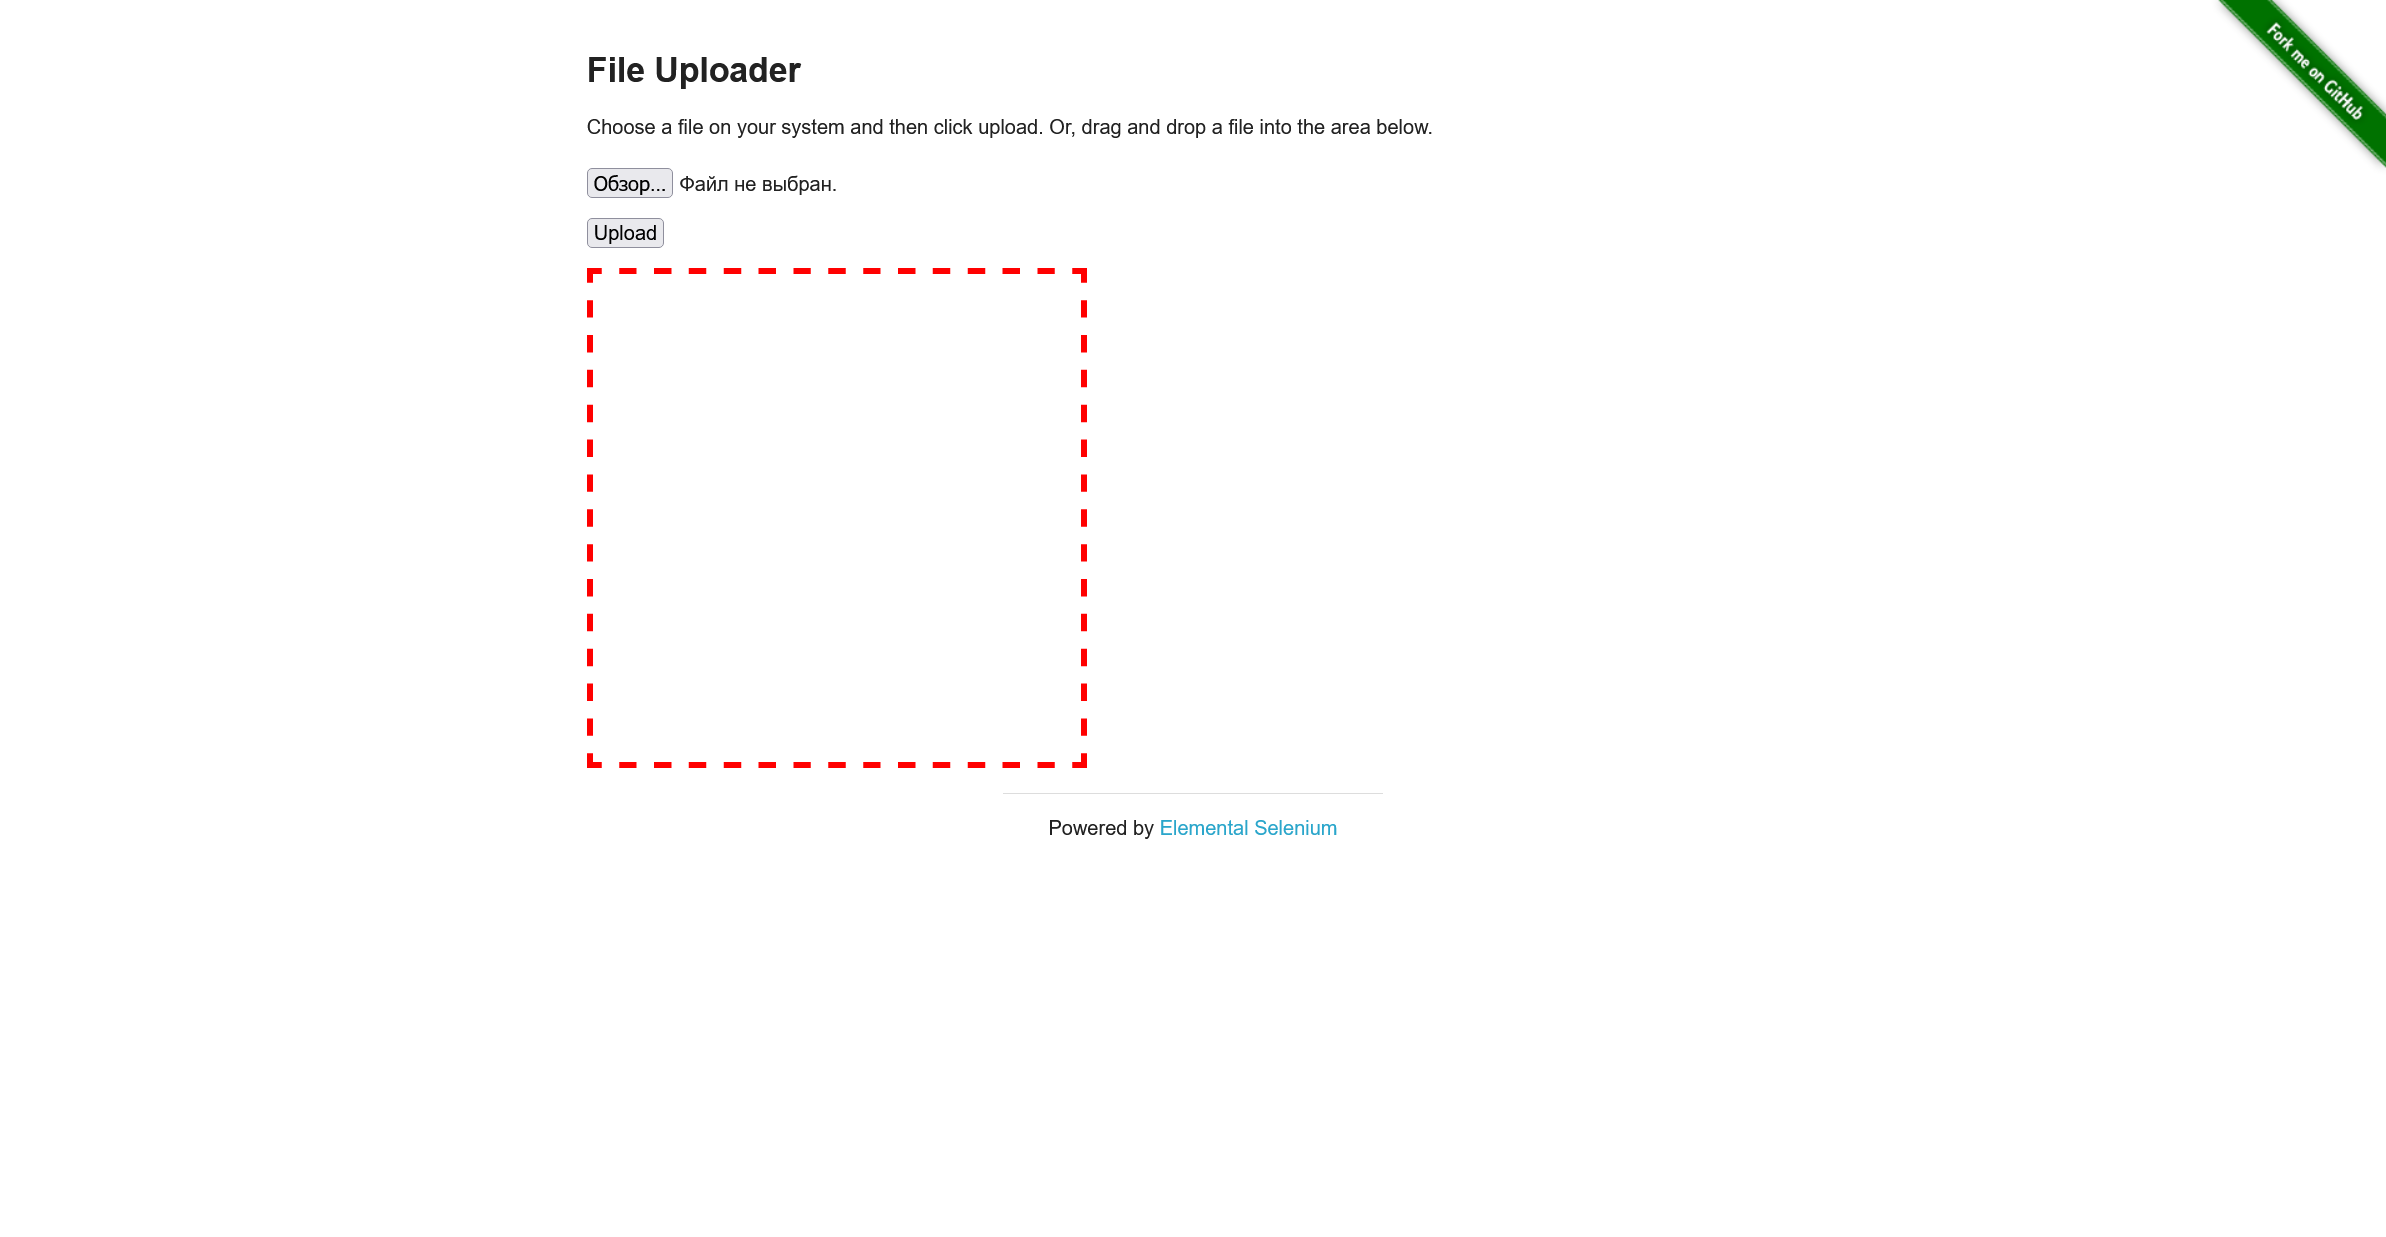 File Uploader
Choose a file on your system and then click upload. Or, drag and drop a file into the area below.
Обзор... Файл не выбран.
Upload
Powered by Elemental Selenium
Fork me on GitHub